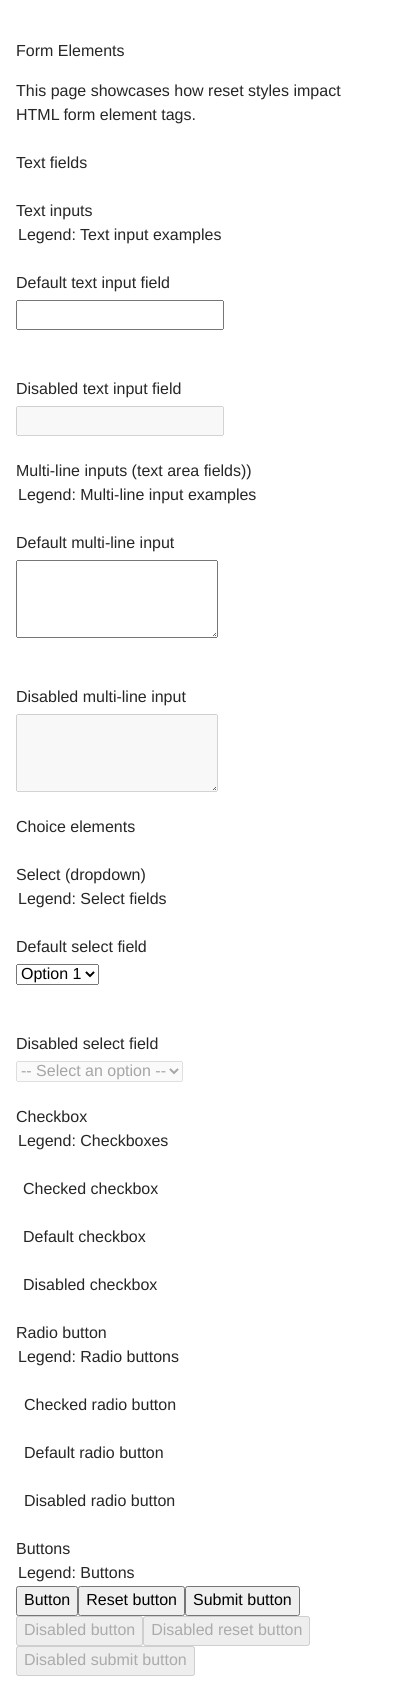 Form Elements
This page showcases how reset styles impact
HTML form element tags.
Text fields
Text inputs
Legend: Text input examples
Default text input field
Disabled text input field
Multi-line inputs (text area fields))
Legend: Multi-line input examples
Default multi-line input
Disabled multi-line input
Choice elements
Select (dropdown)
Legend: Select fields
Default select field
Option 1
Disabled select field
-- Select an option --
Checkbox
Legend: Checkboxes
Checked checkbox
Default checkbox
Disabled checkbox
Radio button
Legend: Radio buttons
Checked radio button
Default radio button
Disabled radio button
Buttons
Legend: Buttons
Button Reset button Submit button
Disabled button Disabled reset button
Disabled submit button